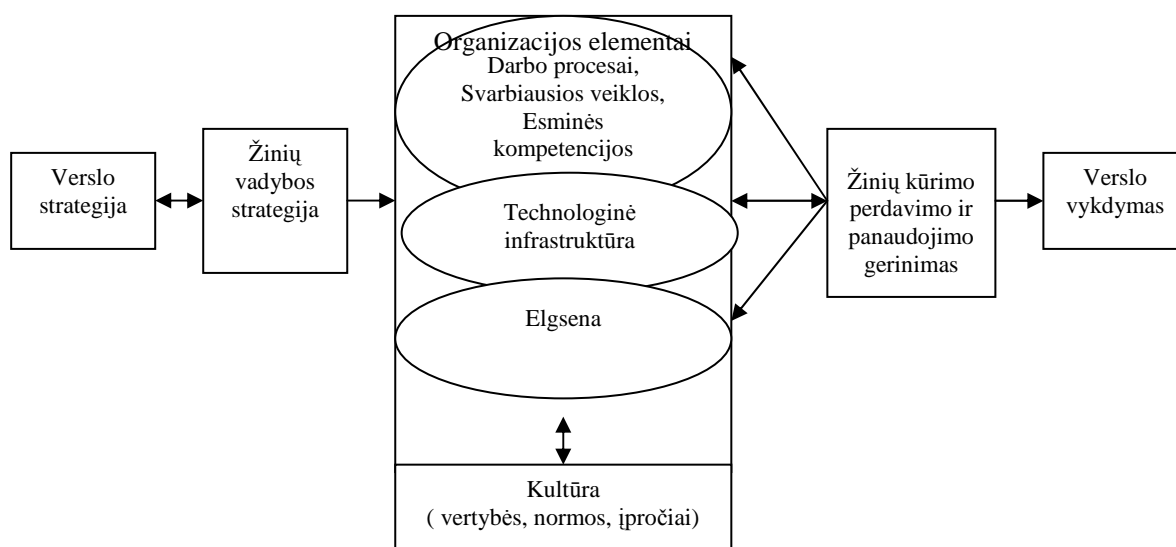 Verslo
strategija
Žinių
vadybos
strategija
Organizacijos elementai
Darbo procesai,
Svarbiausios veiklos,
Esminės
kompetencijos
Technologinė
infrastruktūra
Elgsena
Kultūra
( vertybės, normos, įpročiai)
Žinių kūrimo
perdavimo ir
panaudojimo
gerinimas
Verslo
vykdymas